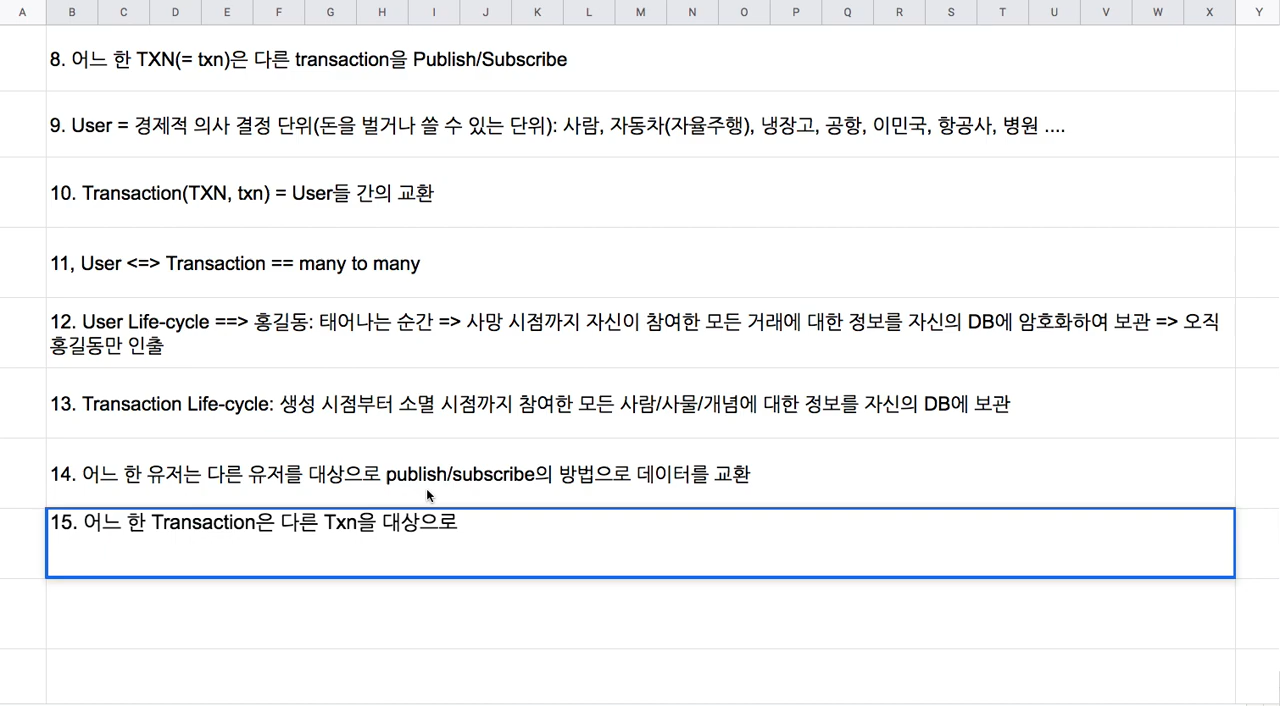 A B C D E F G H I J K L M N O P Q R S T U V W X Y
8. 어느 한 TXN(= txn)은 다른 transaction을 Publish/Subscribe
9. User = 경제적 의사 결정 단위(돈을 벌거나 쓸 수 있는 단위): 사람, 자동차(자율주행), 냉장고, 공항, 이민국, 항공사, 병원 ....
10. Transaction(TXN, txn) = User들 간의 교환
11, User <=> Transaction == many to many
12. User Life-cycle ==> 홍길동: 태어나는 순간 => 사망 시점까지 자신이 참여한 모든 거래에 대한 정보를 자신의 DB에 암호화하여 보관 => 오직
홍길동만 인출
13. Transaction Life-cycle: 생성 시점부터 소멸 시점까지 참여한 모든 사람/사물/개념에 대한 정보를 자신의 DB에 보관
14. 어느 한 유저는 다른 유저를 대상으로 publish/subscribe의 방법으로 데이터를 교환
15. 어느 한 Transaction은 다른 Txn을 대상으로